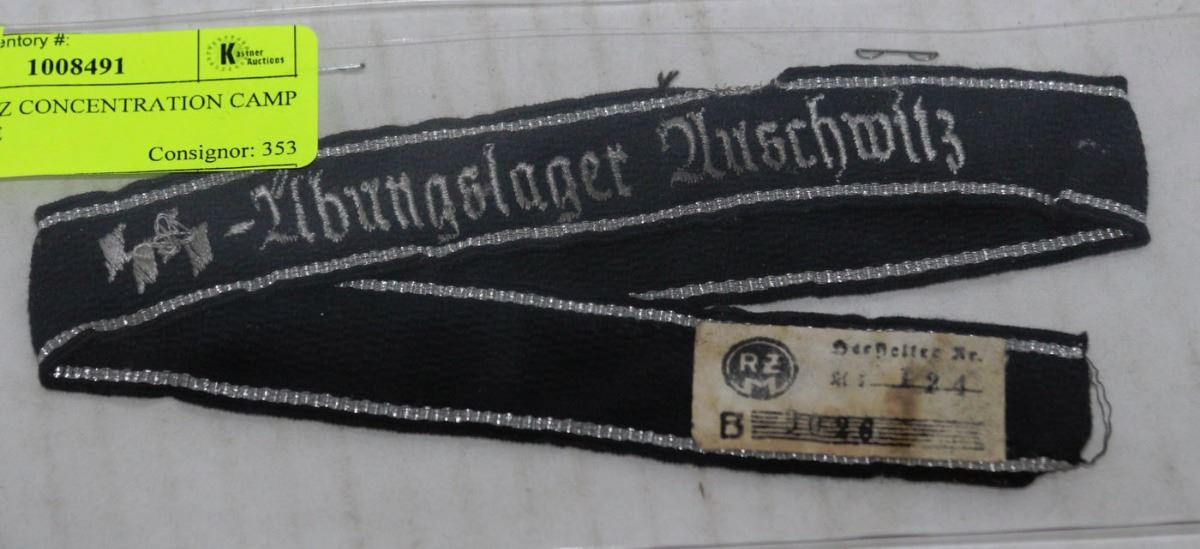 entory #:
1008491
Kastner
Auctions
Z CONCENTRATION CAMP
E
Consignor: 353
-Übungslager Auschwitz
RZM
Hersteller Nr.
124
B